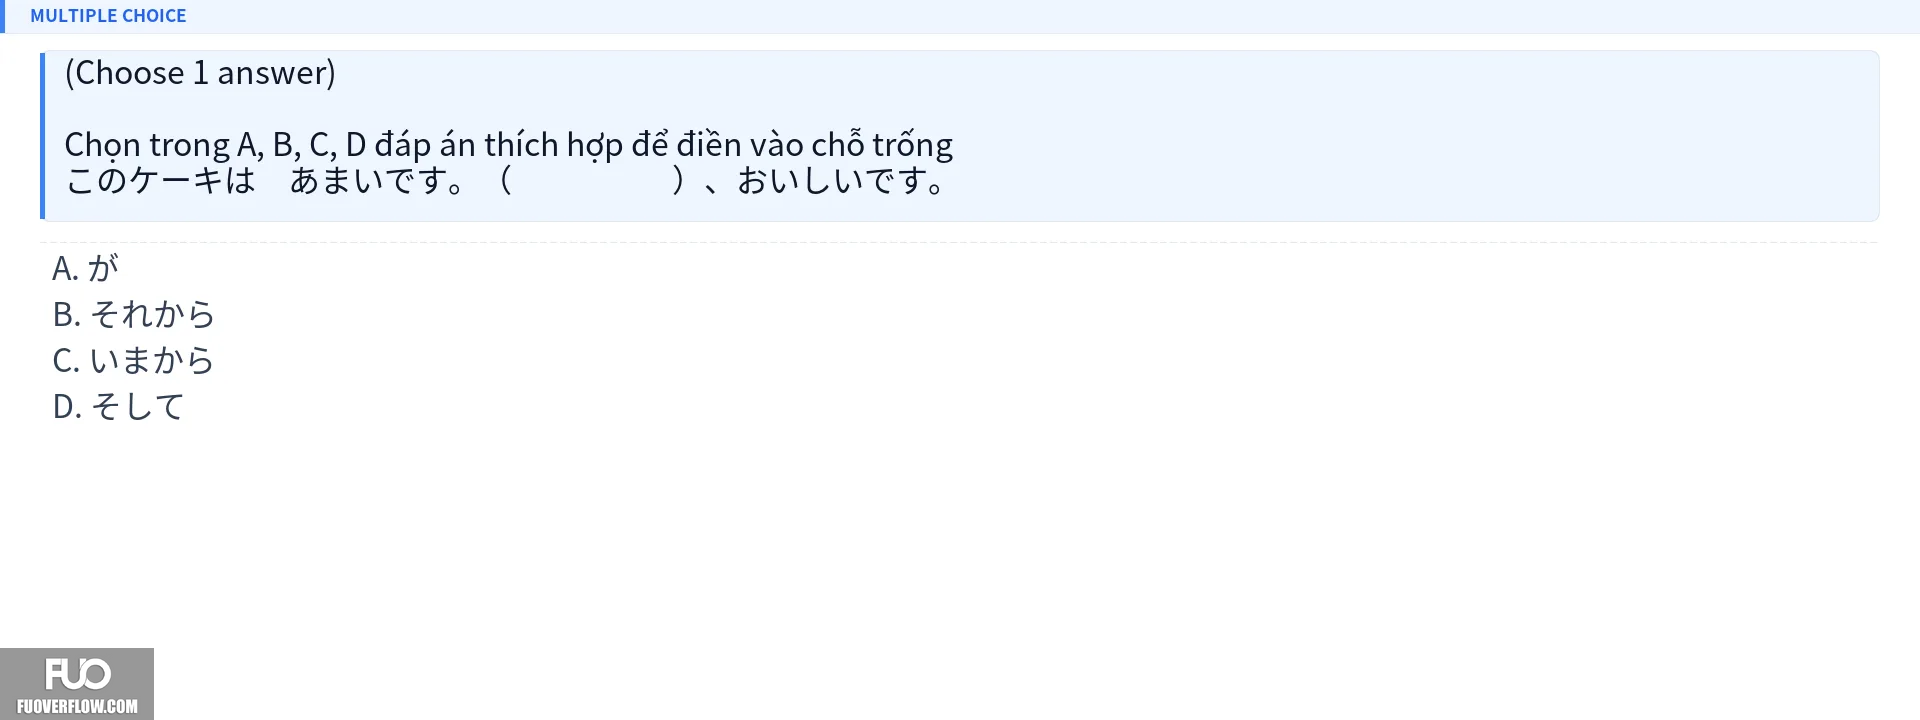 MULTIPLE CHOICE
(Choose 1 answer)
Chọn trong A, B, C, D đáp án thích hợp để điền vào chỗ trống
このケーキは　あまいです。（　　　　　）、おいしいです。
A. が
B. それから
C. いまから
D. そして
FUO
FUOVERFLOW.COM